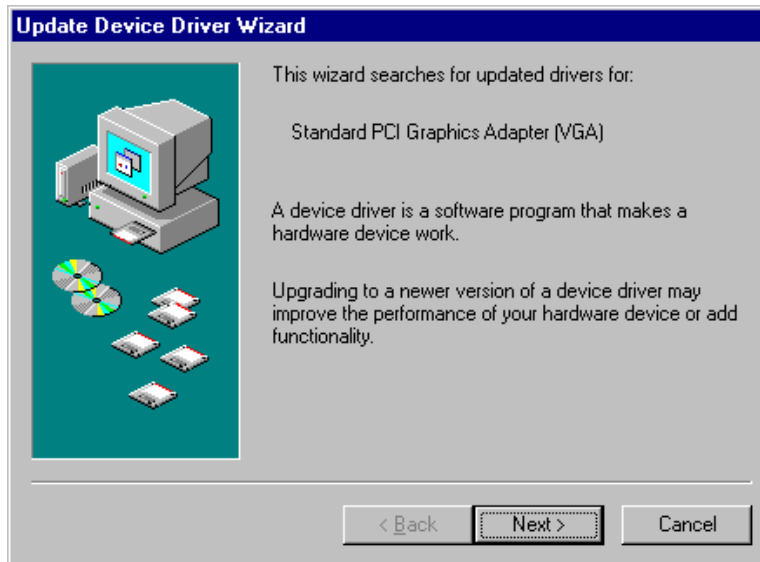 Update Device Driver Wizard
This wizard searches for updated drivers for:
Standard PCI Graphics Adapter (VGA)
A device driver is a software program that makes a
hardware device work.
Upgrading to a newer version of a device driver may
improve the performance of your hardware device or add
functionality.
< Back
Next >
Cancel